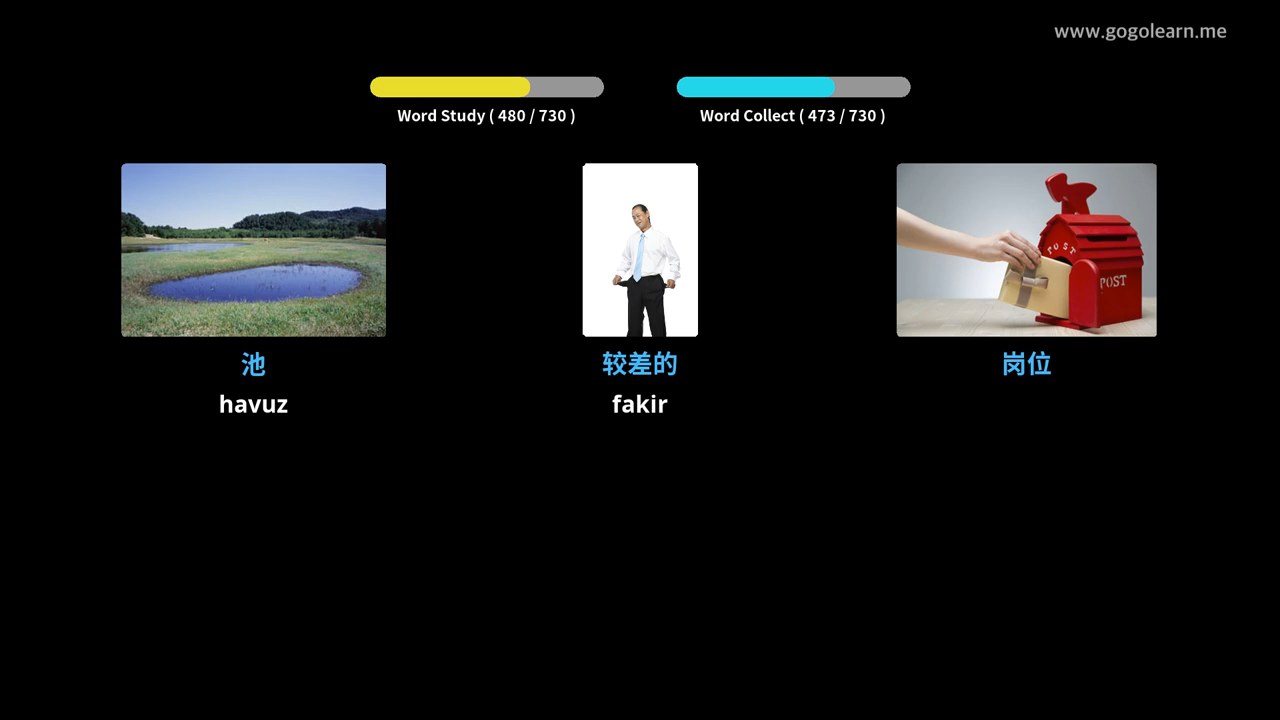 www.gogolearn.me
Word Study ( 480 / 730 )
Word Collect ( 473 / 730 )
POST
POST
池
较差的
岗位
havuz
fakir